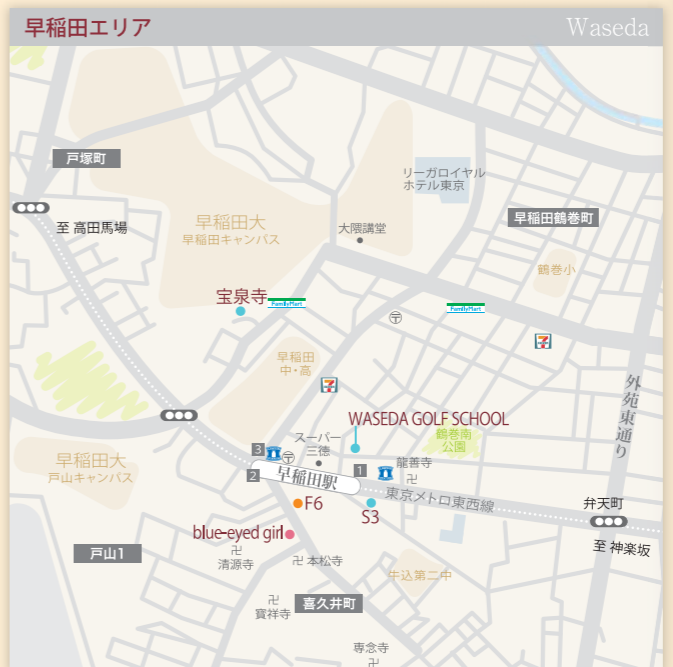 早稲田エリア
Waseda
戸塚町
至 高田馬場
早稲田大
早稲田キャンパス
大隈講堂
リーガロイヤル
ホテル東京
早稲田鶴巻町
鶴巻小
宝泉寺
FamilyMart
FamilyMart
〒
7
早稲田
中・高
7
外苑東通り
WASEDA GOLF SCHOOL
鶴巻南
公園
スーパー
三徳
3
〒
2
早稲田駅
1
龍善寺
卍
早稲田大
戸山キャンパス
東京メトロ東西線
弁天町
至 神楽坂
F6
S3
blue-eyed girl
卍
清源寺
卍 本松寺
戸山1
牛込第二中
卍
寶祥寺
喜久井町
専念寺
卍